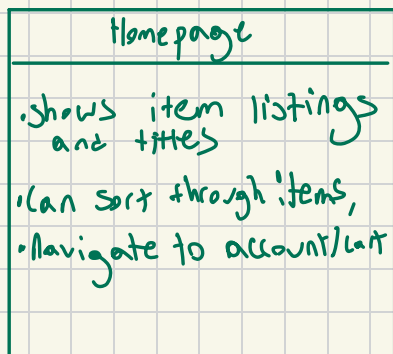 Homepage
• shows item listings
and titles
• Can sort through items,
• Navigate to account/cart